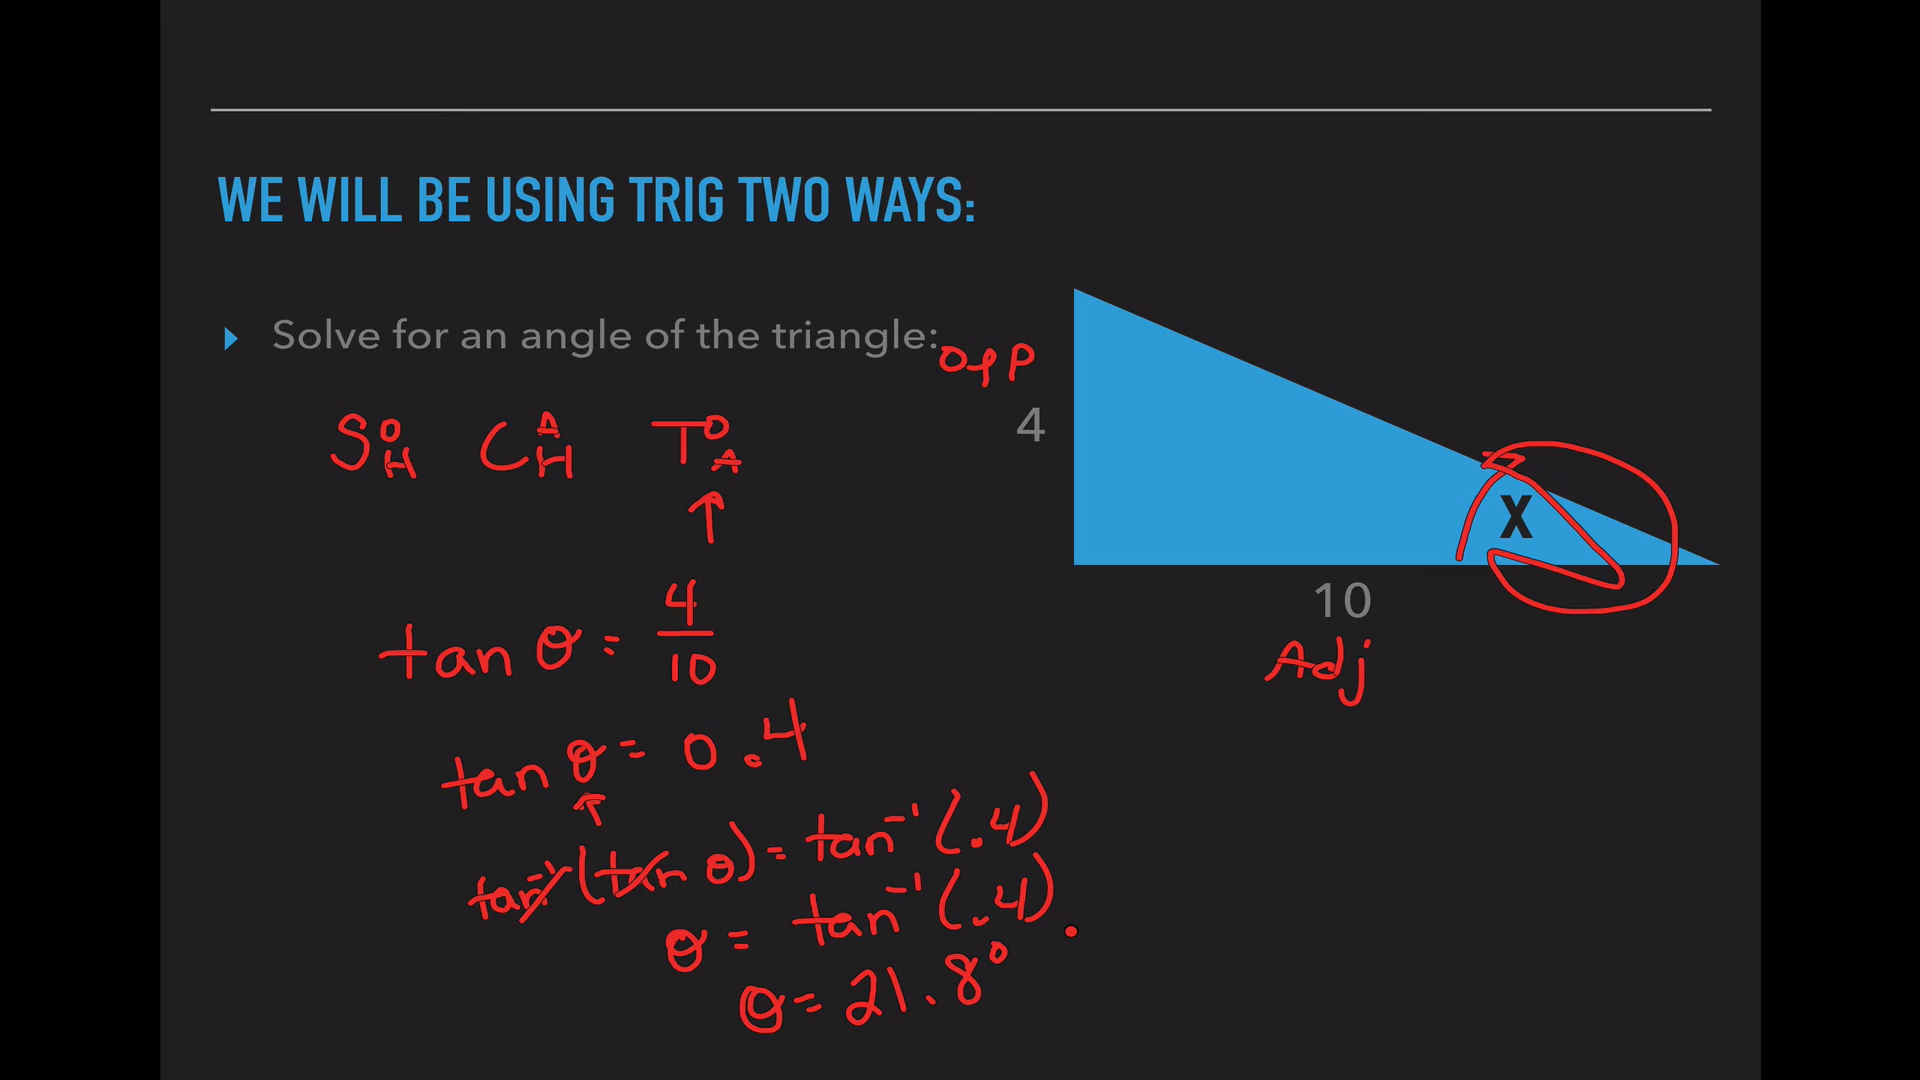 WE WILL BE USING TRIG TWO WAYS:
Solve for an angle of the triangle:
opp
4
S O/H C A/H T O/A
X
10
Adj
tan θ = 4/10
tan θ = 0.4
tan⁻¹(tan θ) = tan⁻¹(.4)
θ = tan⁻¹(.4)
θ = 21.8°